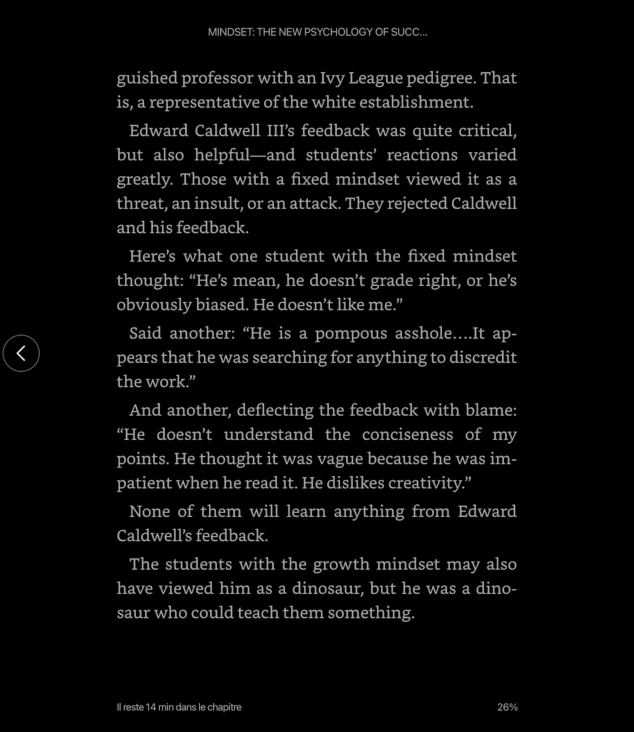 MINDSET: THE NEW PSYCHOLOGY OF SUCC...
guished professor with an Ivy League pedigree. That
is, a representative of the white establishment.
Edward Caldwell III’s feedback was quite critical,
but also helpful—and students’ reactions varied
greatly. Those with a fixed mindset viewed it as a
threat, an insult, or an attack. They rejected Caldwell
and his feedback.
Here’s what one student with the fixed mindset
thought: “He’s mean, he doesn’t grade right, or he’s
obviously biased. He doesn’t like me.”
Said another: “He is a pompous asshole....It ap-
pears that he was searching for anything to discredit
the work.”
And another, deflecting the feedback with blame:
“He doesn’t understand the conciseness of my
points. He thought it was vague because he was im-
patient when he read it. He dislikes creativity.”
None of them will learn anything from Edward
Caldwell’s feedback.
The students with the growth mindset may also
have viewed him as a dinosaur, but he was a dino-
saur who could teach them something.
Il reste 14 min dans le chapitre
26%